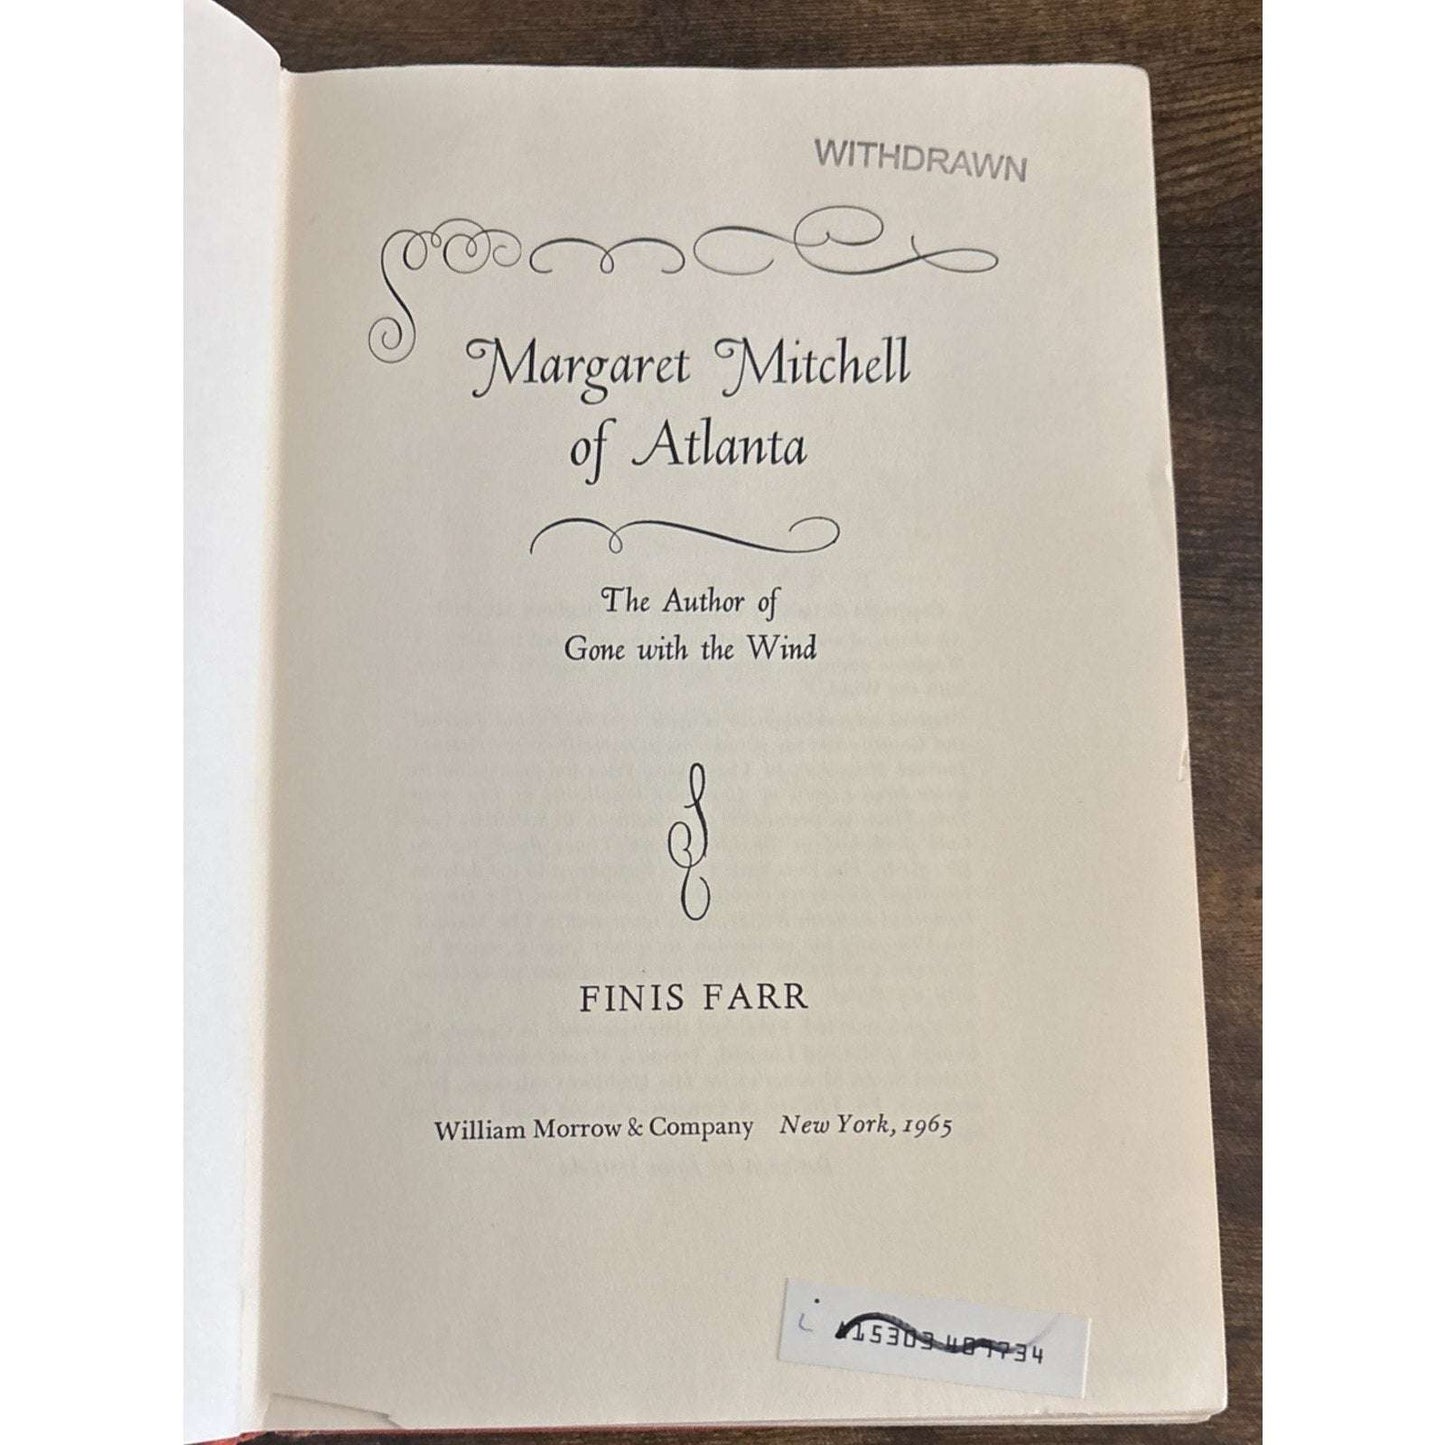 WITHDRAWN
Margaret Mitchell
of Atlanta
The Author of
Gone with the Wind
FINIS FARR
William Morrow & Company New York, 1965